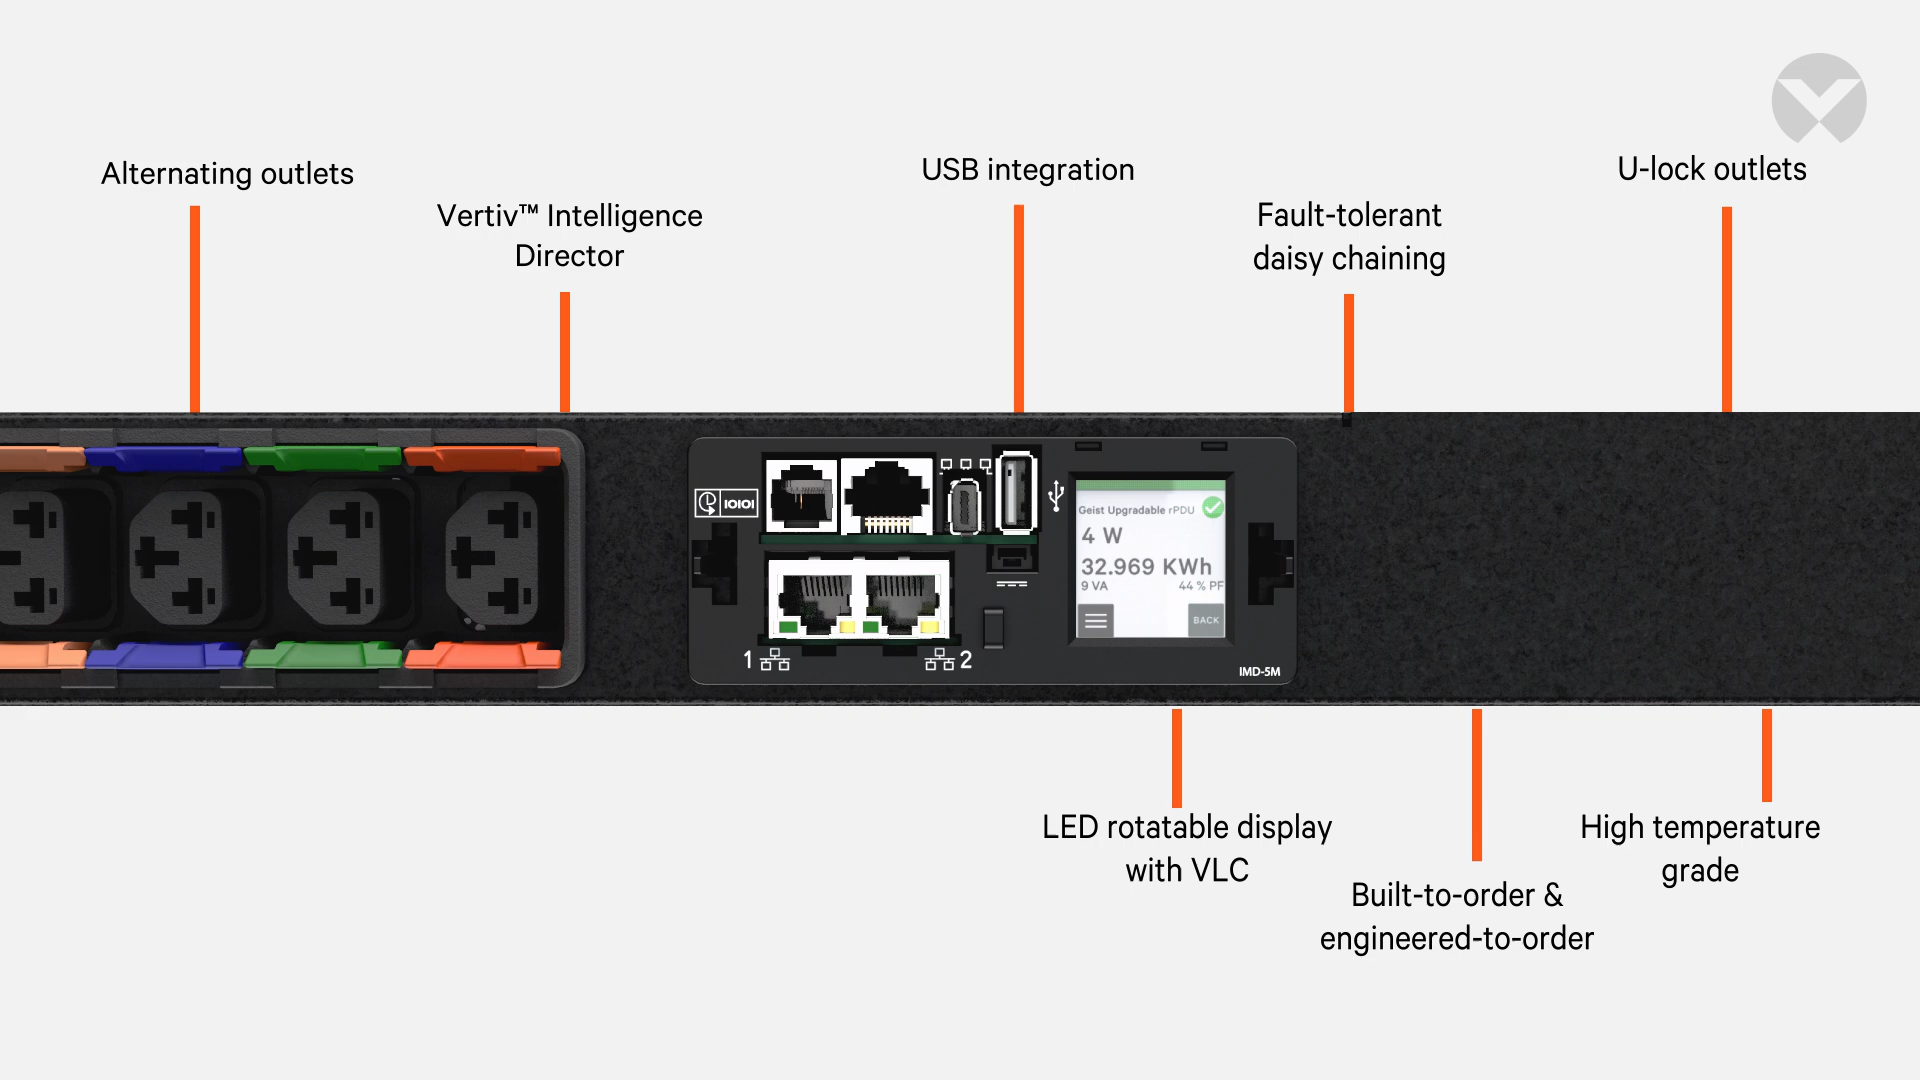 Alternating outlets
Vertiv™ Intelligence
Director
USB integration
Fault-tolerant
daisy chaining
U-lock outlets
IOIOI
Geist Upgradable rPDU
4 W
32.969 KWh
9 VA 44 % PF
BACK
1 2
IMD-5M
LED rotatable display
with VLC
Built-to-order &
engineered-to-order
High temperature
grade